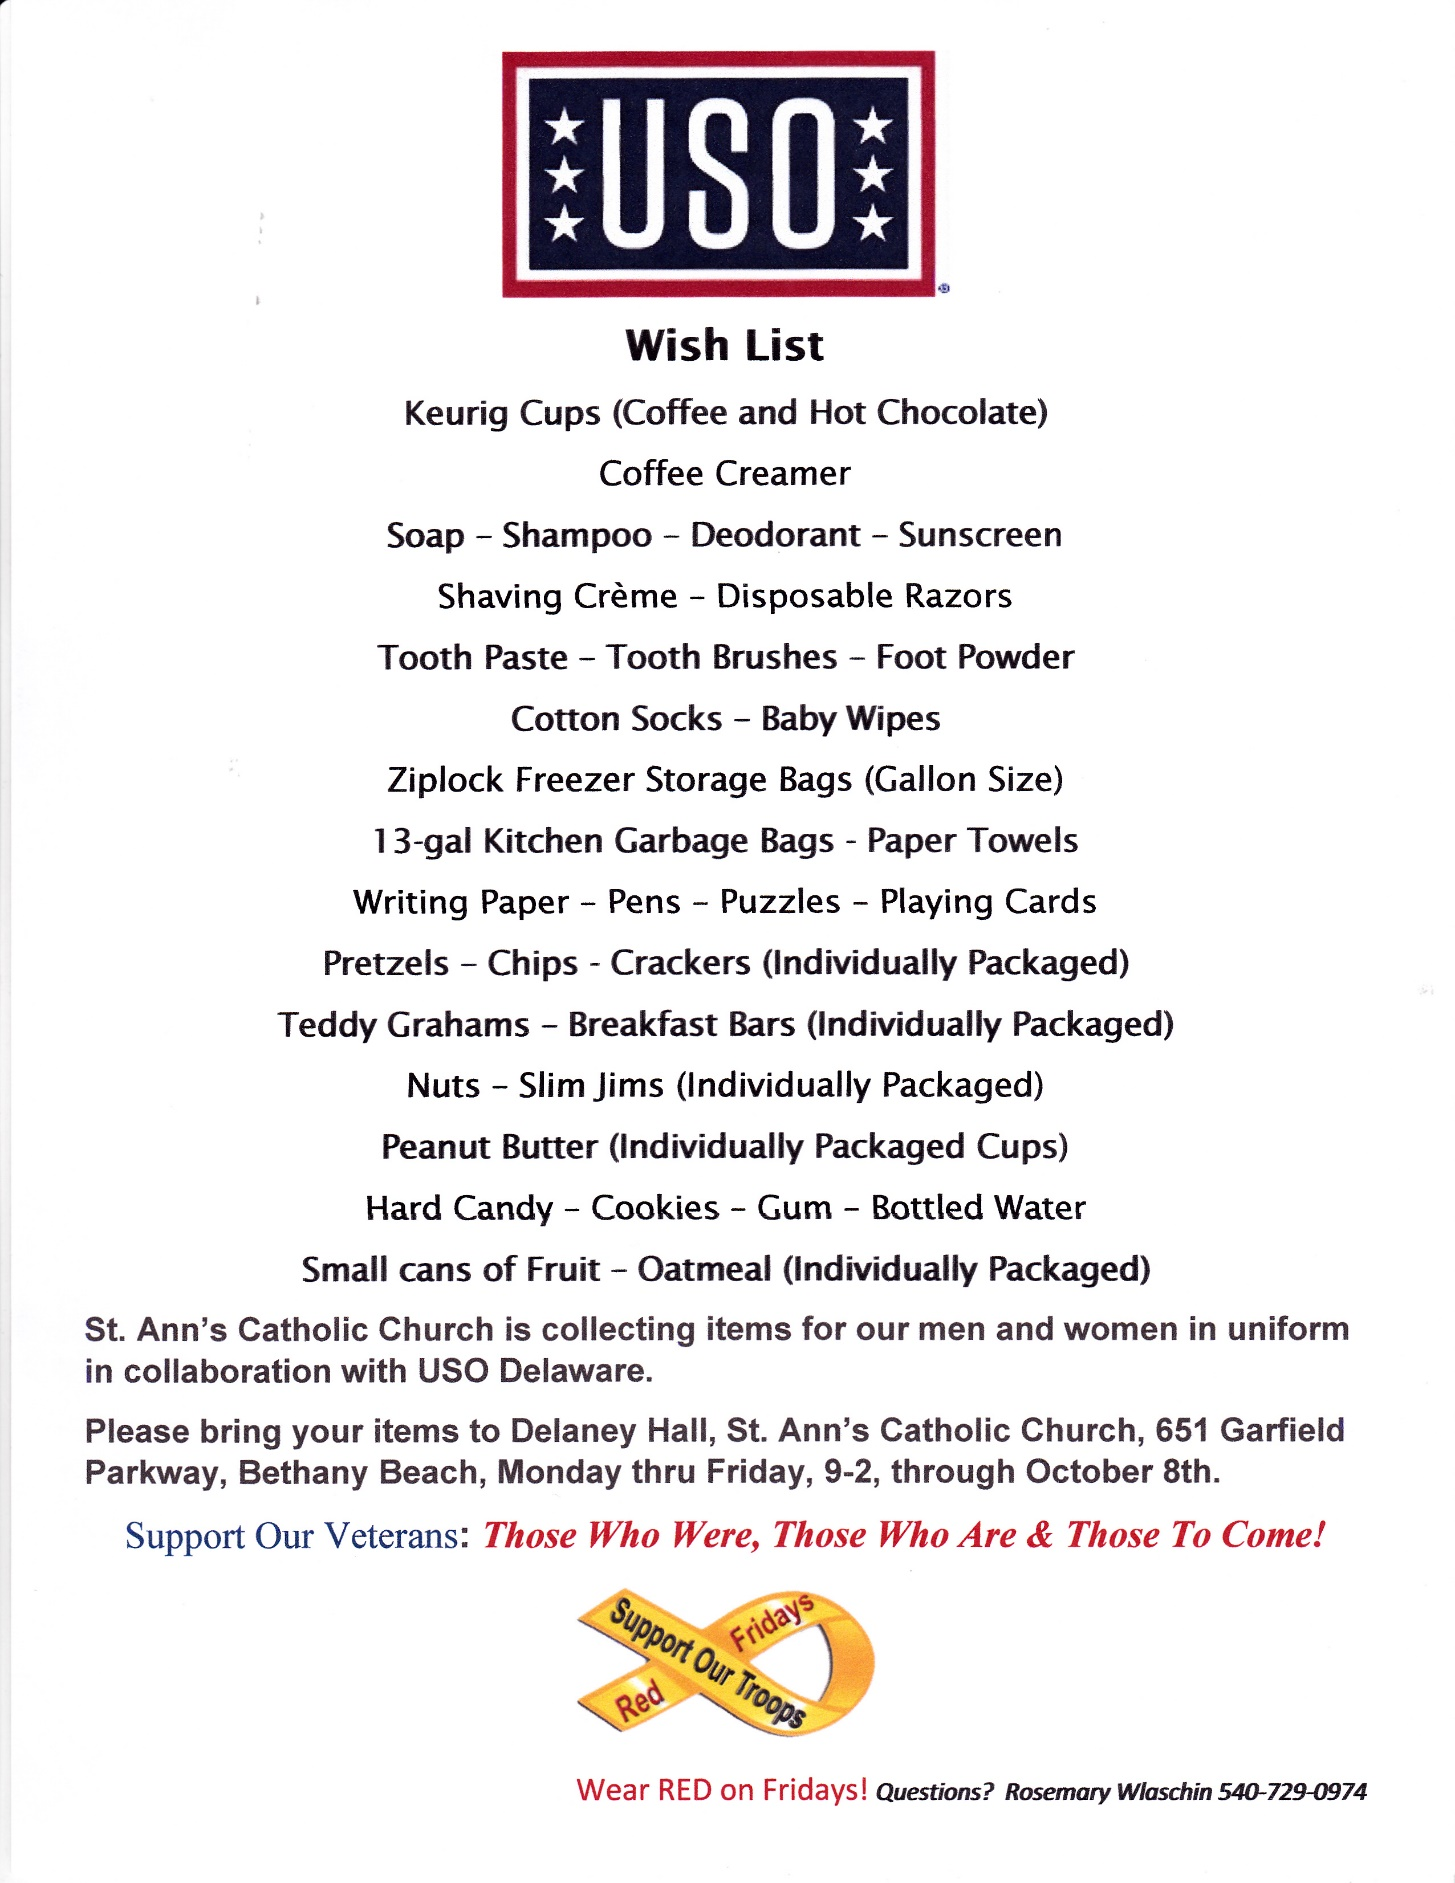 USO
Wish List
Keurig Cups (Coffee and Hot Chocolate)
Coffee Creamer
Soap – Shampoo – Deodorant – Sunscreen
Shaving Crème – Disposable Razors
Tooth Paste – Tooth Brushes – Foot Powder
Cotton Socks – Baby Wipes
Ziplock Freezer Storage Bags (Gallon Size)
13-gal Kitchen Garbage Bags - Paper Towels
Writing Paper – Pens – Puzzles – Playing Cards
Pretzels – Chips - Crackers (Individually Packaged)
Teddy Grahams – Breakfast Bars (Individually Packaged)
Nuts – Slim Jims (Individually Packaged)
Peanut Butter (Individually Packaged Cups)
Hard Candy – Cookies – Gum – Bottled Water
Small cans of Fruit – Oatmeal (Individually Packaged)
St. Ann's Catholic Church is collecting items for our men and women in uniform
in collaboration with USO Delaware.
Please bring your items to Delaney Hall, St. Ann's Catholic Church, 651 Garfield
Parkway, Bethany Beach, Monday thru Friday, 9-2, through October 8th.
Support Our Veterans: Those Who Were, Those Who Are & Those To Come!
Support Our Troops
Red Fridays
Wear RED on Fridays! Questions? Rosemary Wlaschin 540-729-0974